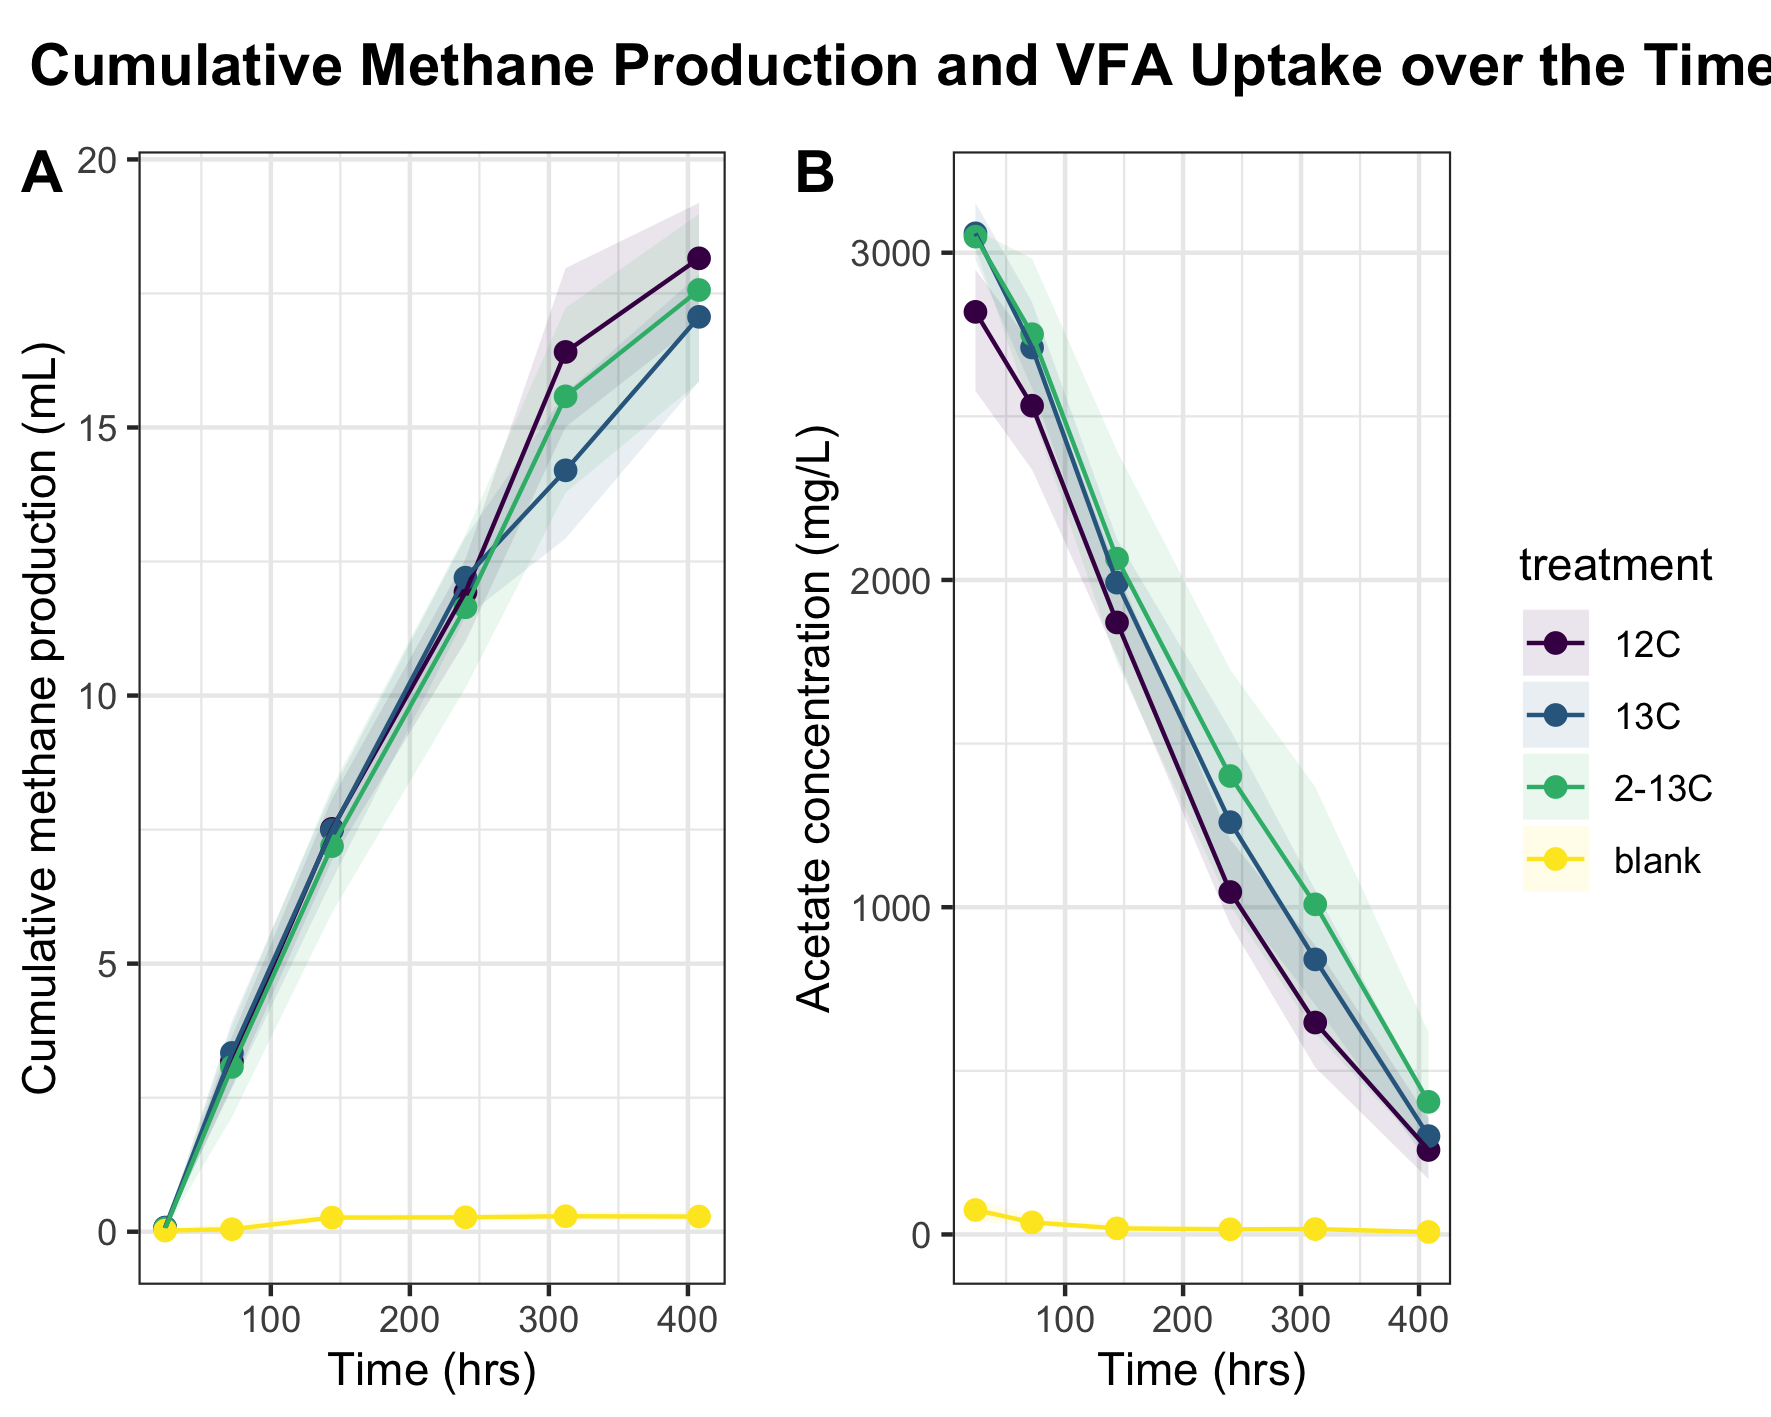 Cumulative Methane Production and VFA Uptake over the Time
A
B
Cumulative methane production (mL)
20
15
10
5
0
100 200 300 400
Time (hrs)
Acetate concentration (mg/L)
3000
2000
1000
0
100 200 300 400
Time (hrs)
treatment
12C
13C
2-13C
blank